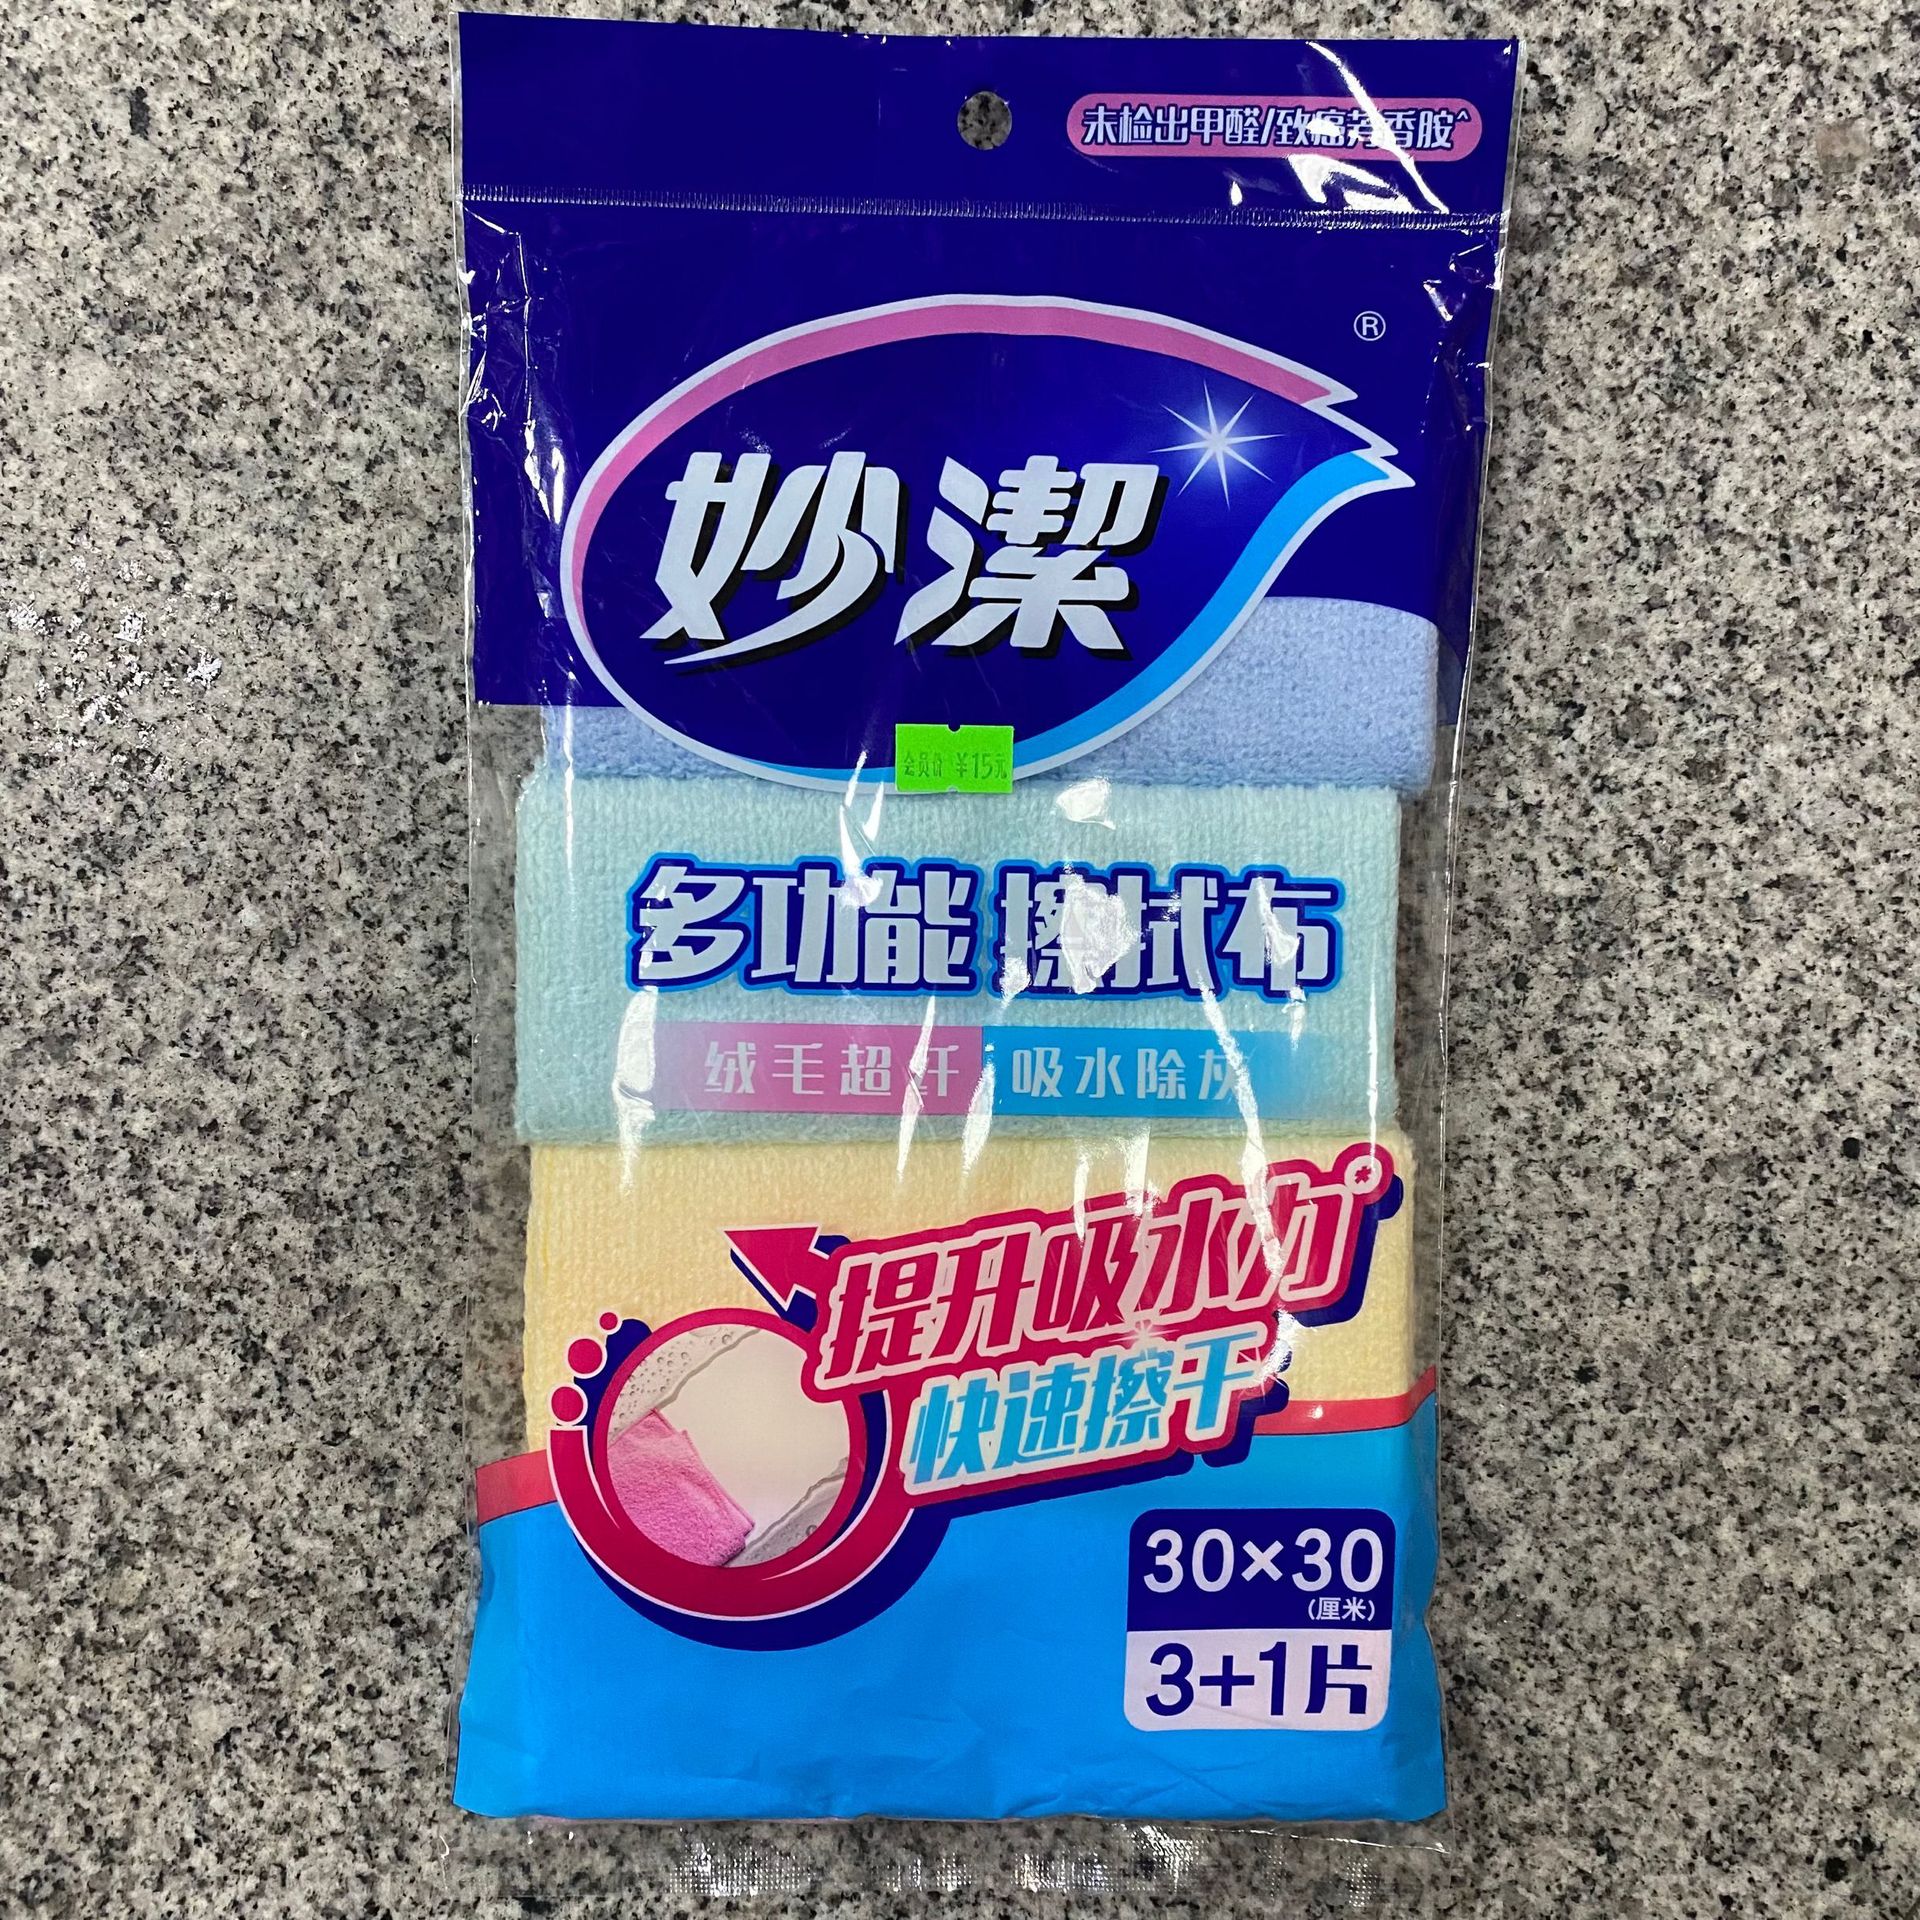 未检出甲醛/致癌芳香胺^
®
妙潔
会员价 ¥15元
多功能 擦拭布
绒毛超纤 吸水除灰
提升吸水力*
快速擦干
30×30
(厘米)
3+1片